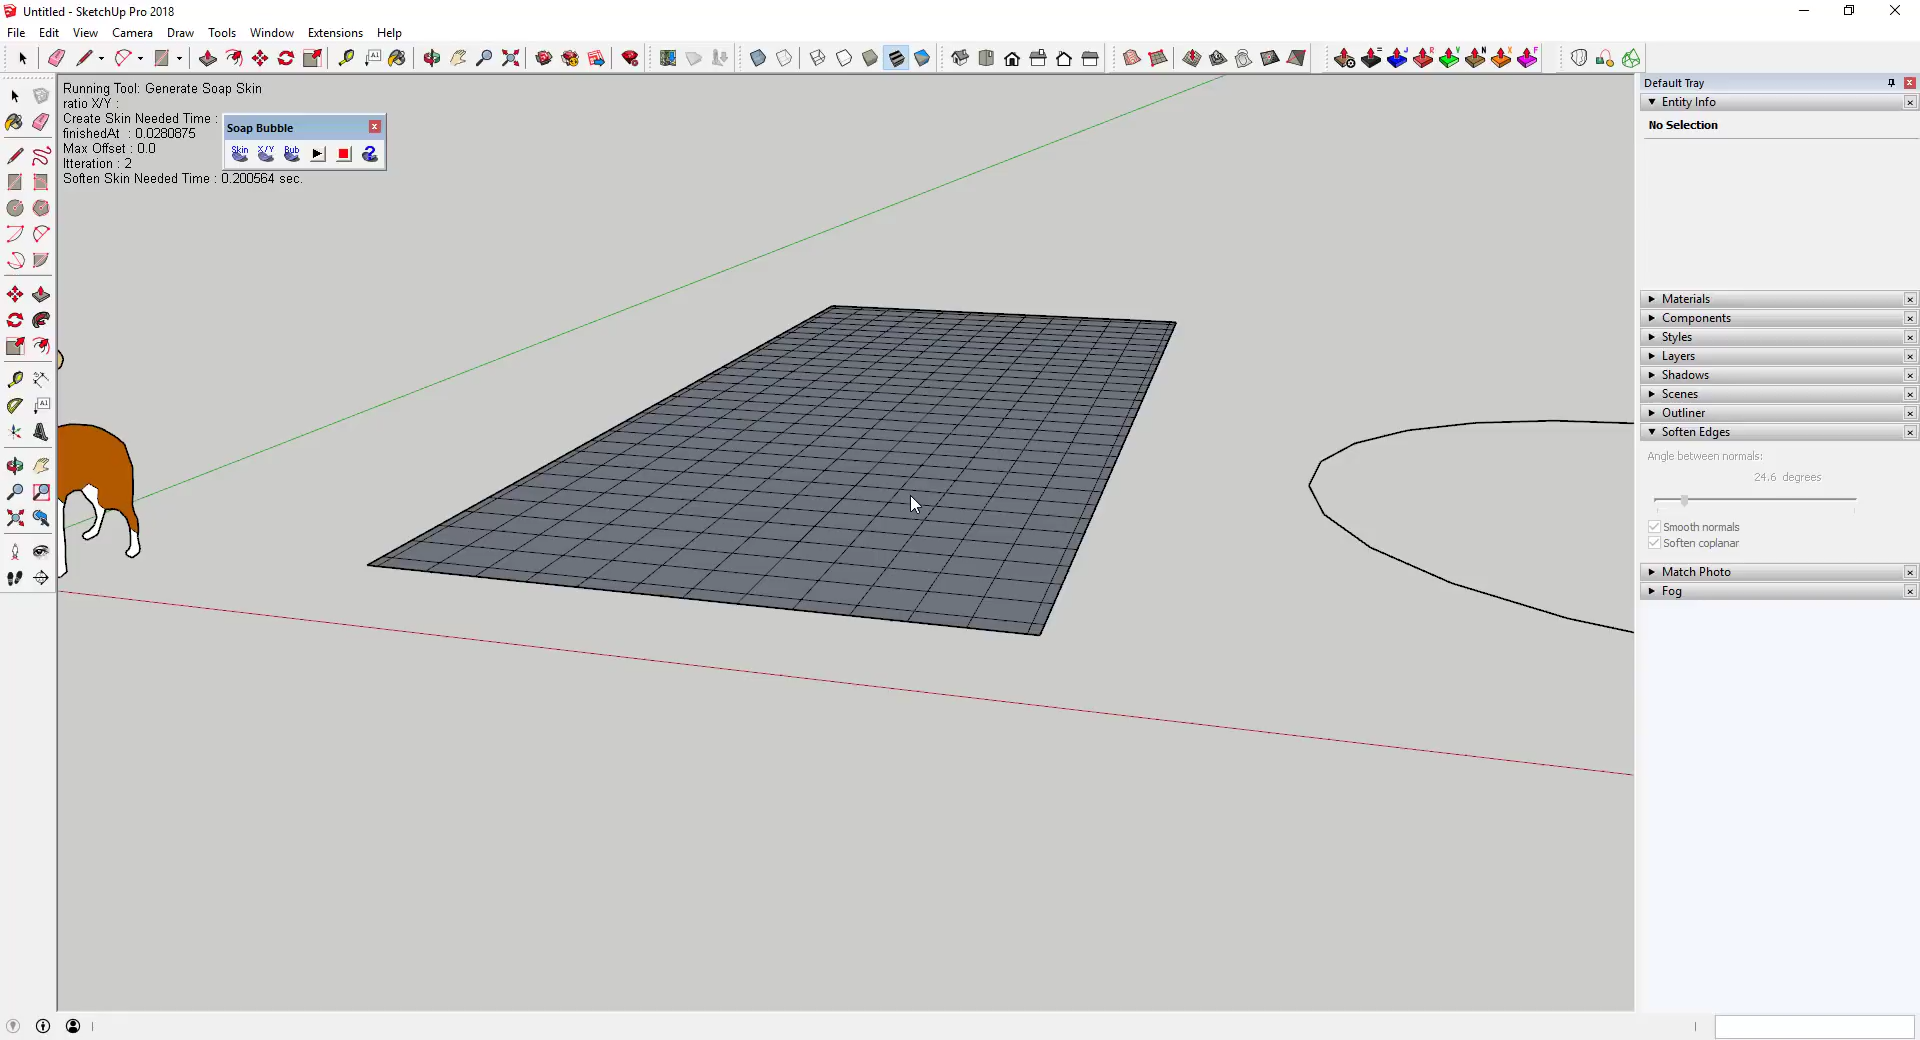 Untitled - SketchUp Pro 2018
File Edit View Camera Draw Tools Window Extensions Help
Running Tool: Generate Soap Skin
ratio X/Y :
Create Skin Needed Time :
finishedAt : 0.0280875
Max Offset : 0.0
Itteration : 2
Soften Skin Needed Time : 0.200564 sec.
Soap Bubble
Skin X/Y Bub
Default Tray
Entity Info
No Selection
Materials
Components
Styles
Layers
Shadows
Scenes
Outliner
Soften Edges
Angle between normals:
24.6 degrees
Smooth normals
Soften coplanar
Match Photo
Fog